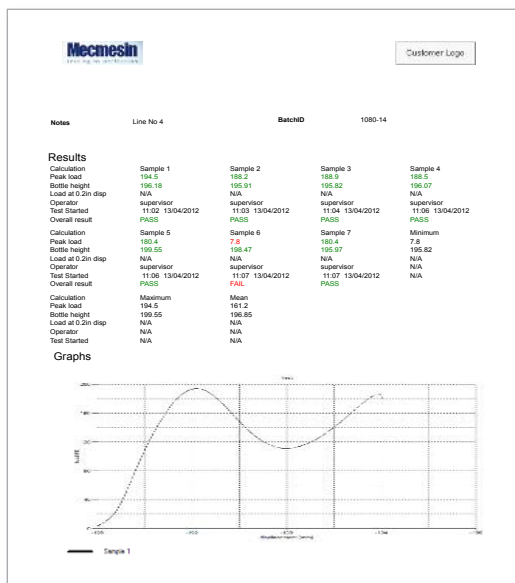 Mecmesin
Customer Logo
Notes Line No 4 BatchID 1080-14
Results
Calculation Sample 1 Sample 2 Sample 3 Sample 4
Peak load 194.5 188.2 188.9 188.5
Bottle height 196.18 195.91 195.82 196.07
Load at 0.2in disp N/A N/A N/A N/A
Operator supervisor supervisor supervisor supervisor
Test Started 11:02 13/04/2012 11:03 13/04/2012 11:04 13/04/2012 11:06 13/04/2012
Overall result PASS PASS PASS PASS
Calculation Sample 5 Sample 6 Sample 7 Minimum
Peak load 180.4 7.8 180.4 7.8
Bottle height 199.55 198.47 195.97 195.82
Load at 0.2in disp N/A N/A N/A N/A
Operator supervisor supervisor supervisor N/A
Test Started 11:06 13/04/2012 11:07 13/04/2012 11:07 13/04/2012 N/A
Overall result PASS FAIL PASS
Calculation Maximum Mean
Peak load 194.5 161.2
Bottle height 199.55 196.85
Load at 0.2in disp N/A N/A
Operator N/A N/A
Test Started N/A N/A
Graphs
Sample 1